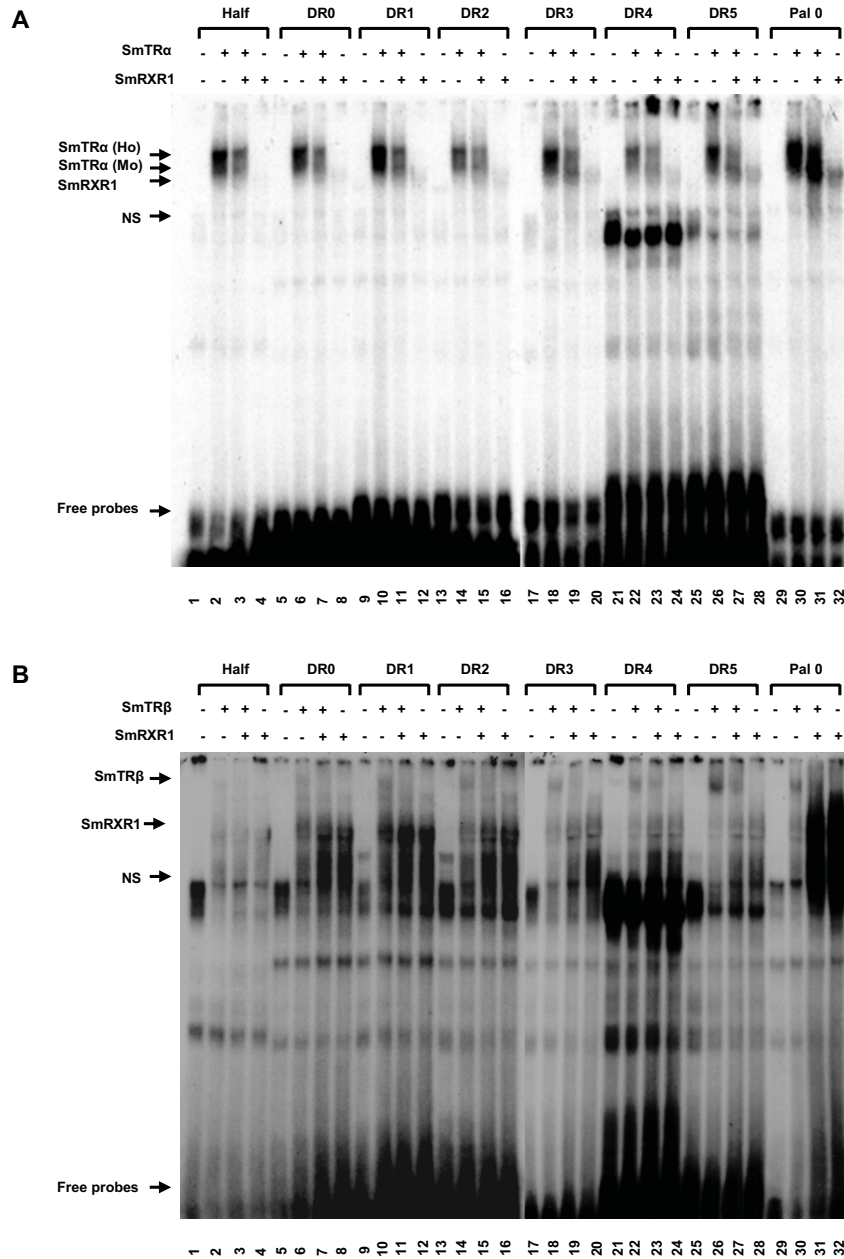 A
Half DR0 DR1 DR2 DR3 DR4 DR5 Pal 0
SmTRα - + + - - + + - - + + - - + + - - + + - - + + - - + + - - + + -
SmRXR1 - - + + - - + + - - + + - - + + - - + + - - + + - - + + - - + +
SmTRα (Ho)
SmTRα (Mo)
SmRXR1
NS
Free probes
1 2 3 4 5 6 7 8 9 10 11 12 13 14 15 16 17 18 19 20 21 22 23 24 25 26 27 28 29 30 31 32
B
Half DR0 DR1 DR2 DR3 DR4 DR5 Pal 0
SmTRβ - + + - - + + - - + + - - + + - - + + - - + + - - + + - - + + -
SmRXR1 - - + + - - + + - - + + - - + + - - + + - - + + - - + + - - + +
SmTRβ
SmRXR1
NS
Free probes
1 2 3 4 5 6 7 8 9 10 11 12 13 14 15 16 17 18 19 20 21 22 23 24 25 26 27 28 29 30 31 32